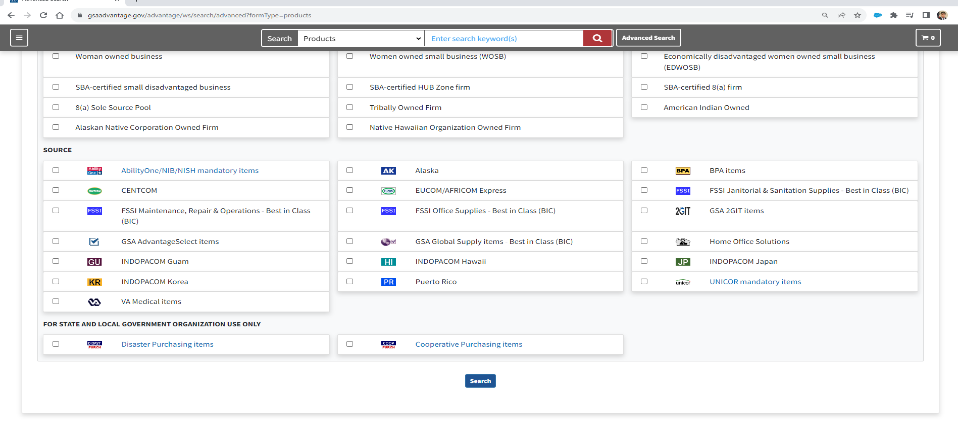 gsaadvantage.gov/advantage/ws/search/advanced?formType=products
Search Products Enter search keyword(s) Advanced Search 0
Woman owned business
Women owned small business (WOSB)
Economically disadvantaged women owned small business
(EDWOSB)
SBA-certified small disadvantaged business
SBA-certified HUB Zone firm
SBA-certified 8(a) firm
8(a) Sole Source Pool
Tribally Owned Firm
American Indian Owned
Alaskan Native Corporation Owned Firm
Native Hawaiian Organization Owned Firm
SOURCE
AbilityOne/NIB/NISH mandatory items
AK Alaska
BPA BPA items
CENTCOM
EUCOM/AFRICOM Express
FSSI FSSI Janitorial & Sanitation Supplies - Best in Class (BIC)
FSSI FSSI Maintenance, Repair & Operations - Best in Class
(BIC)
FSSI FSSI Office Supplies - Best in Class (BIC)
2GIT GSA 2GIT items
GSA AdvantageSelect items
GSA Global Supply items - Best in Class (BIC)
Home Office Solutions
GU INDOPACOM Guam
HI INDOPACOM Hawaii
JP INDOPACOM Japan
KR INDOPACOM Korea
PR Puerto Rico
unicor UNICOR mandatory items
VA Medical items
FOR STATE AND LOCAL GOVERNMENT ORGANIZATION USE ONLY
Disaster Purchasing items
Cooperative Purchasing items
Search